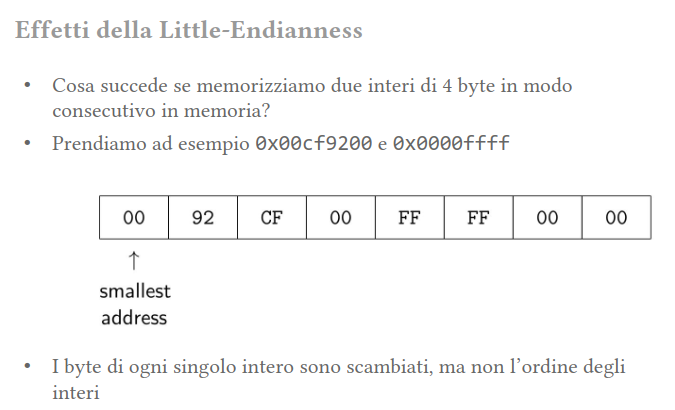 Effetti della Little-Endianness
• Cosa succede se memorizziamo due interi di 4 byte in modo
consecutivo in memoria?
• Prendiamo ad esempio 0x00cf9200 e 0x0000ffff
00 92 CF 00 FF FF 00 00
↑
smallest
address
• I byte di ogni singolo intero sono scambiati, ma non l'ordine degli
interi